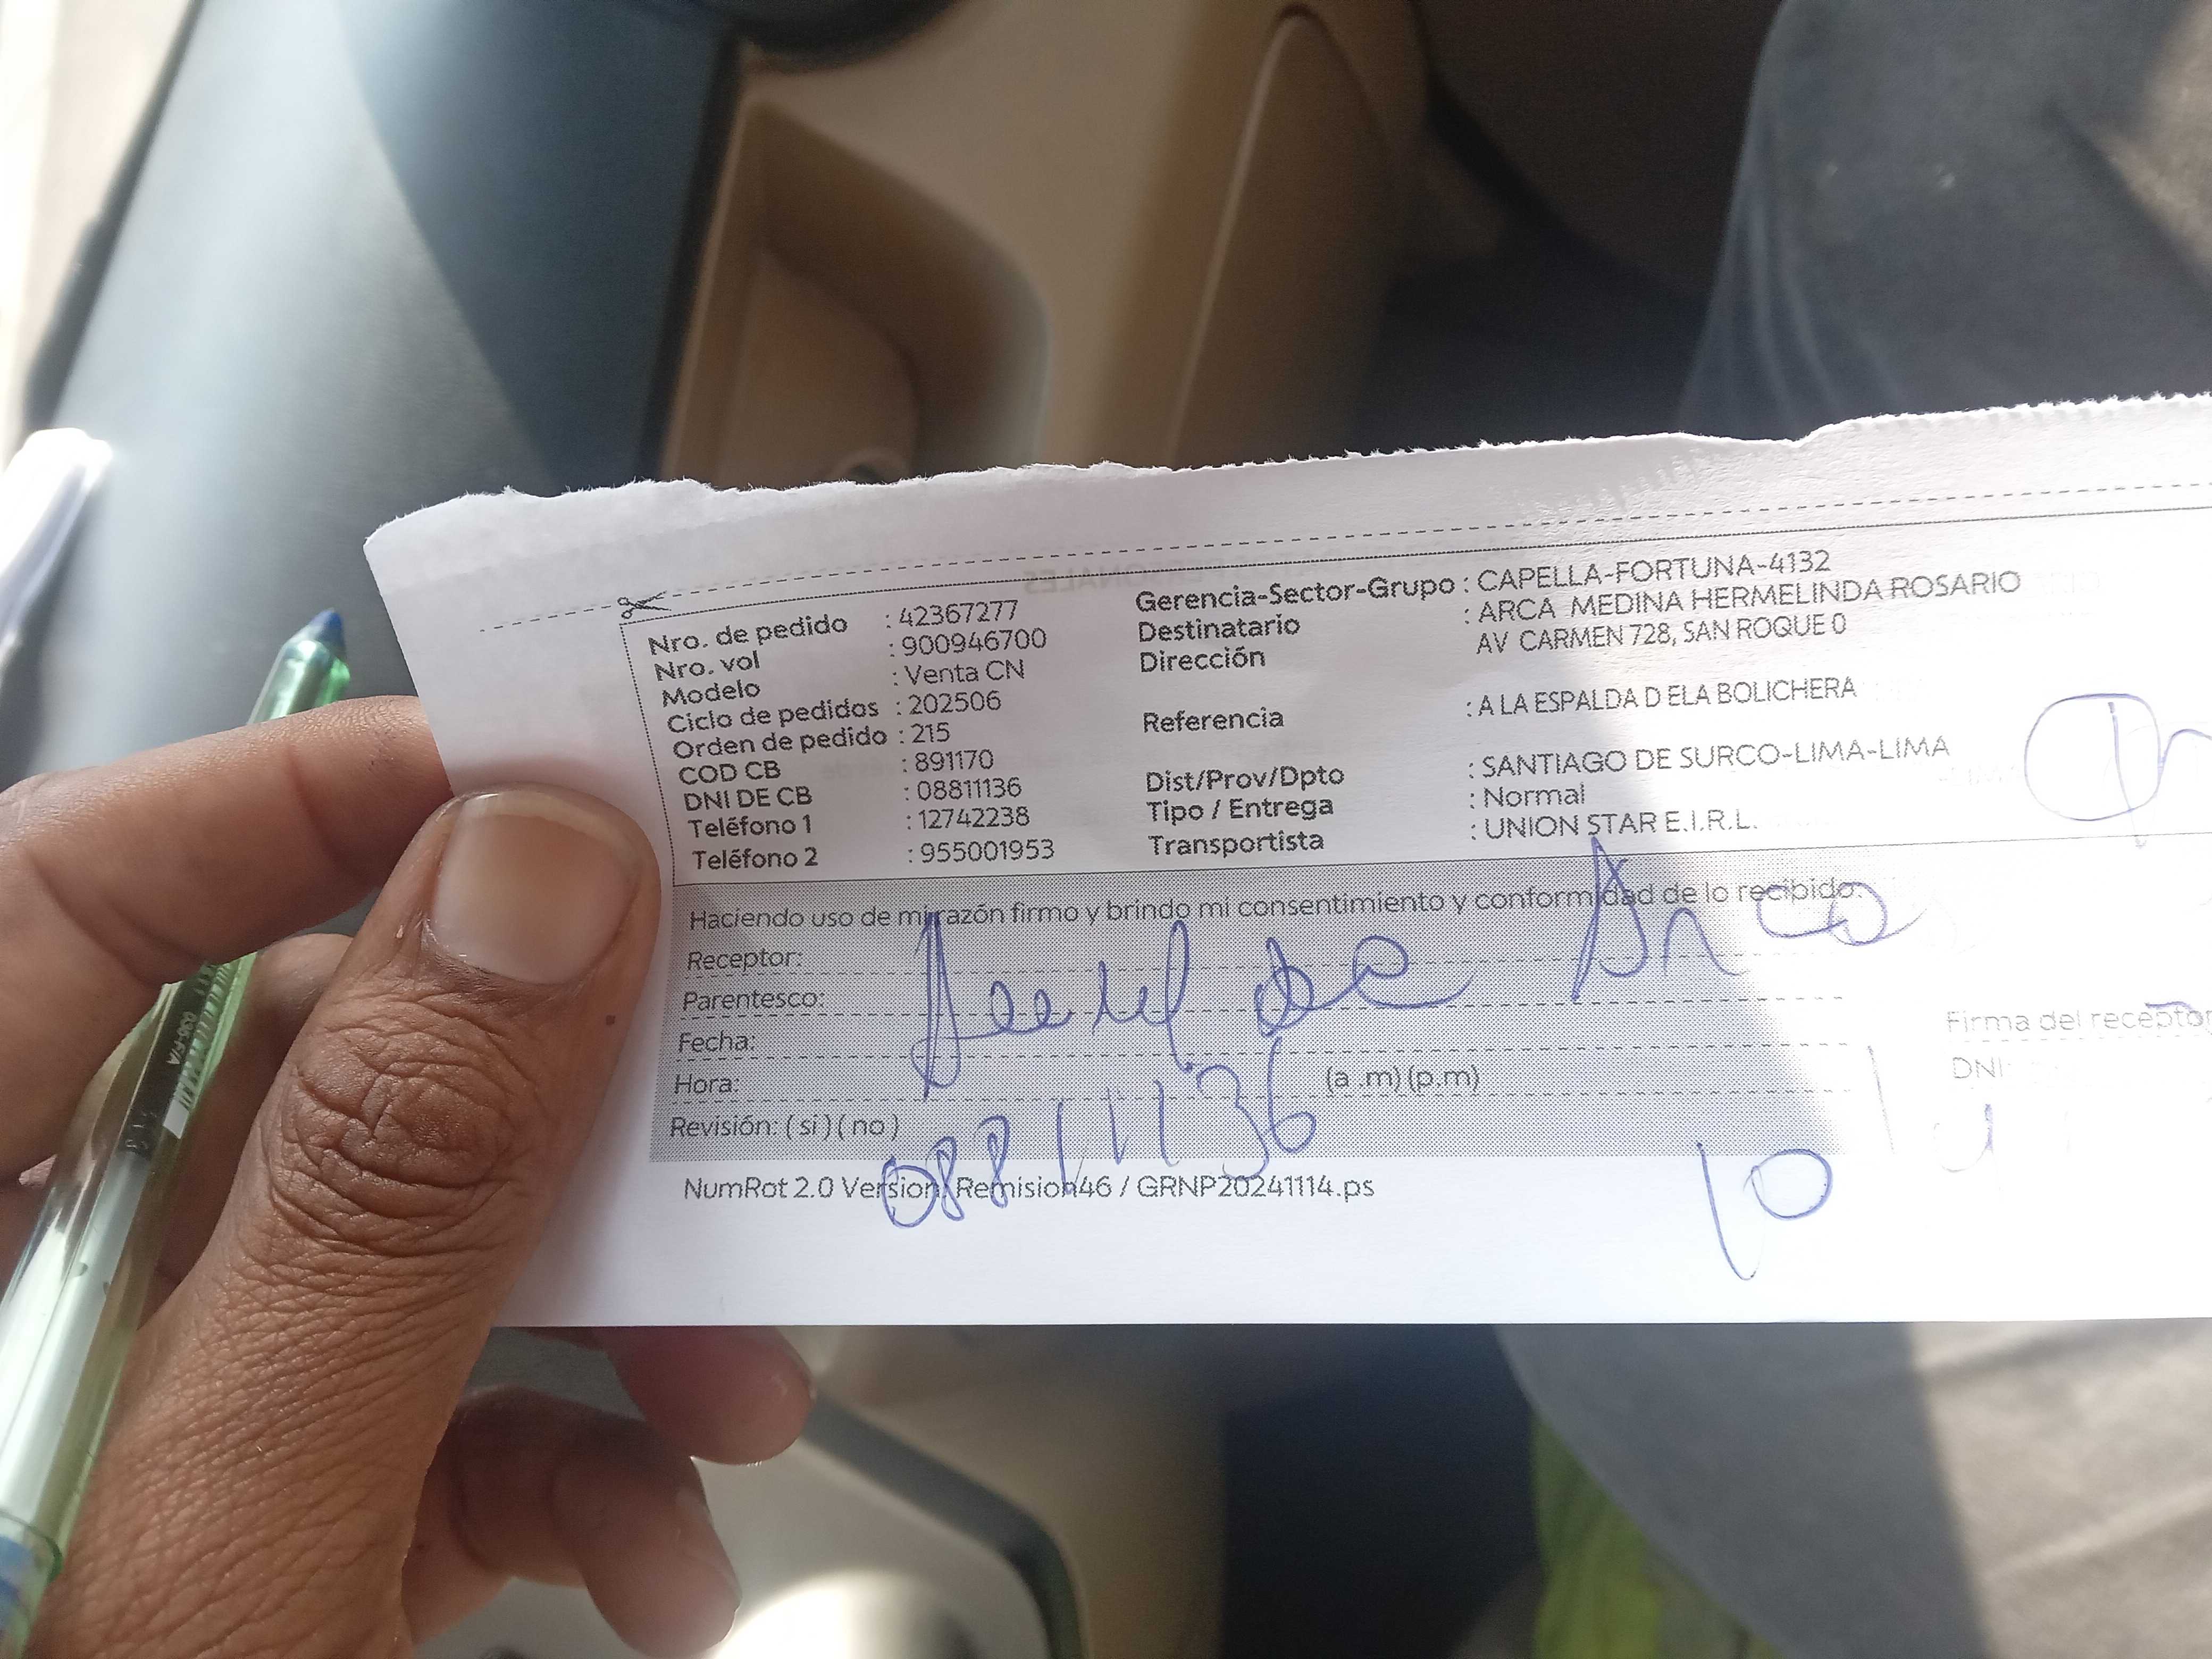 Nro. de pedido : 42367277
Nro. vol : 900946700
Modelo : Venta CN
Ciclo de pedidos : 202506
Orden de pedido : 215
COD CB : 891170
DNI DE CB : 08811136
Teléfono 1 : 12742238
Teléfono 2 : 955001953
Gerencia-Sector-Grupo : CAPELLA-FORTUNA-4132
Destinatario : ARCA MEDINA HERMELINDA ROSARIO
Dirección AV CARMEN 728, SAN ROQUE 0
Referencia : A LA ESPALDA D ELA BOLICHERA
Dist/Prov/Dpto : SANTIAGO DE SURCO-LIMA-LIMA
Tipo / Entrega : Normal
Transportista : UNION STAR E.I.R.L.
Haciendo uso de mi razón firmo y brindo mi consentimiento y conformidad de lo recibido.
Receptor:
Arca
Parentesco:
Fecha:
Hora: (a .m) (p.m)
Revisión: ( si ) ( no )
08811136
10
Firma del receptor
DNI:
NumRot 2.0 Version: Remision46 / GRNP20241114.ps